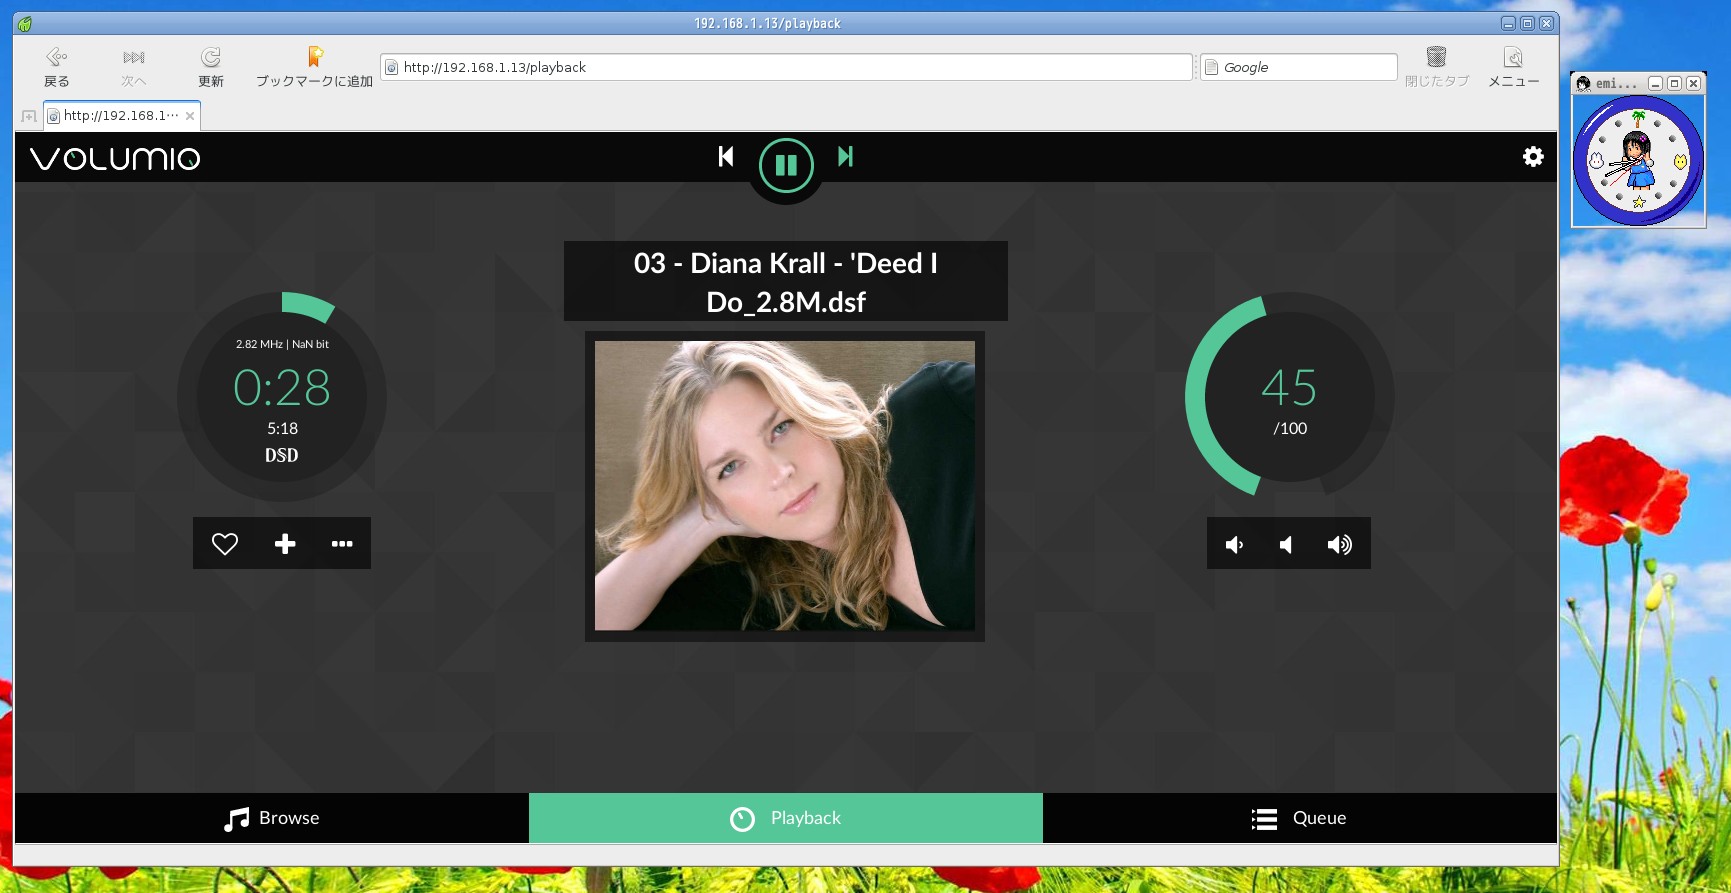 192.168.1.13/playback
戻る
次へ
更新
ブックマークに追加
http://192.168.1.13/playback
Google
閉じたタブ
メニュー
http://192.168.1···
emi...
VOLUMIO
03 - Diana Krall - 'Deed I
Do_2.8M.dsf
2.82 MHz | NaN bit
0:28
5:18
DSD
45
/100
Browse
Playback
Queue